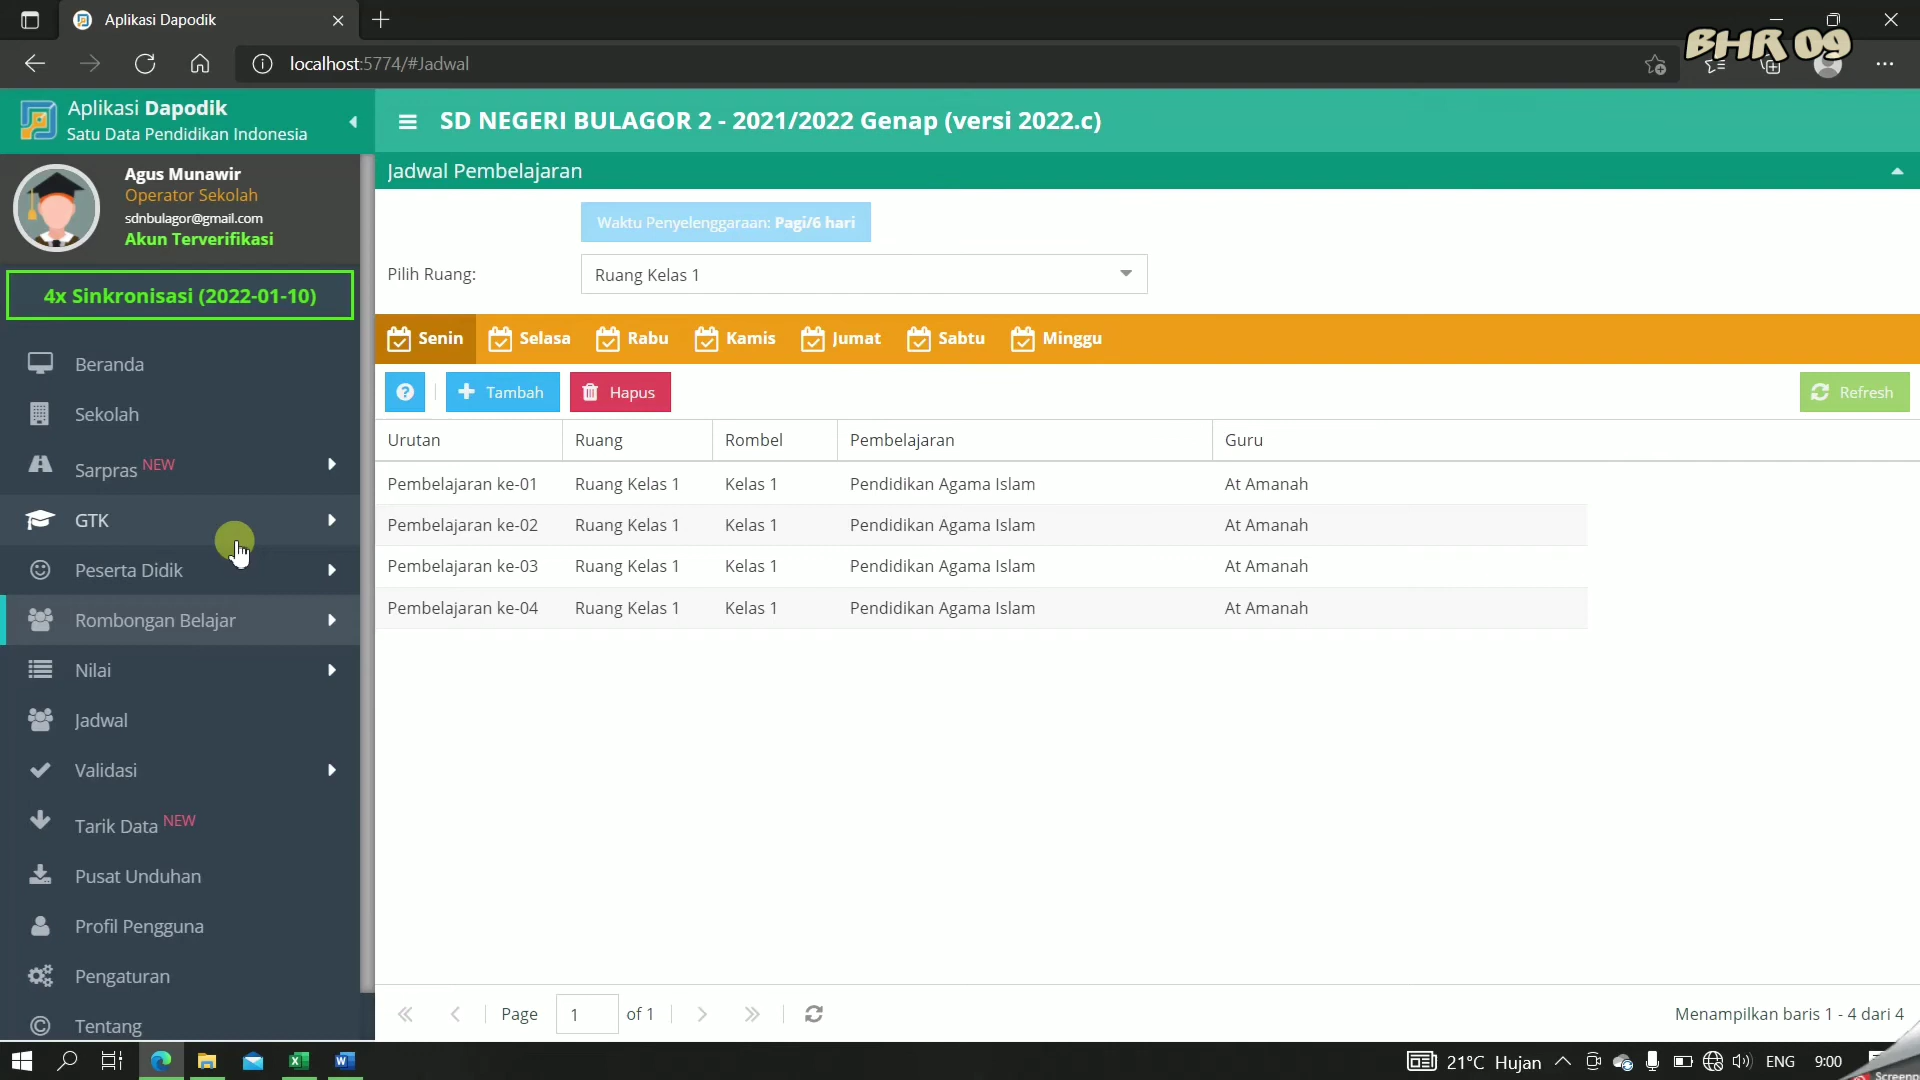 Aplikasi Dapodik
BHR 09
localhost:5774/#Jadwal
Aplikasi Dapodik
Satu Data Pendidikan Indonesia
SD NEGERI BULAGOR 2 - 2021/2022 Genap (versi 2022.c)
Agus Munawir
Operator Sekolah
sdnbulagor@gmail.com
Akun Terverifikasi
4x Sinkronisasi (2022-01-10)
Beranda
Sekolah
Sarpras NEW
GTK
Peserta Didik
Rombongan Belajar
Nilai
Jadwal
Validasi
Tarik Data NEW
Pusat Unduhan
Profil Pengguna
Pengaturan
Tentang
Jadwal Pembelajaran
Waktu Penyelenggaraan: Pagi/6 hari
Pilih Ruang: Ruang Kelas 1
Senin Selasa Rabu Kamis Jumat Sabtu Minggu
? Tambah Hapus Refresh
Urutan Ruang Rombel Pembelajaran Guru
Pembelajaran ke-01 Ruang Kelas 1 Kelas 1 Pendidikan Agama Islam At Amanah
Pembelajaran ke-02 Ruang Kelas 1 Kelas 1 Pendidikan Agama Islam At Amanah
Pembelajaran ke-03 Ruang Kelas 1 Kelas 1 Pendidikan Agama Islam At Amanah
Pembelajaran ke-04 Ruang Kelas 1 Kelas 1 Pendidikan Agama Islam At Amanah
Page 1 of 1 Menampilkan baris 1 - 4 dari 4
21°C Hujan ENG 9:00